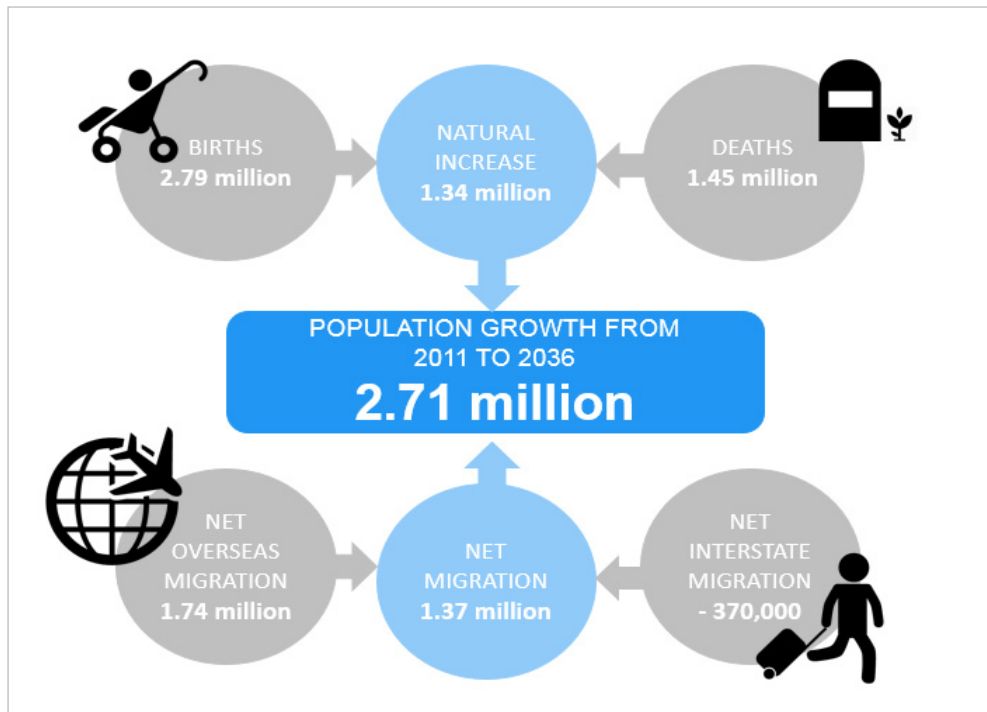 BIRTHS
2.79 million
NATURAL
INCREASE
1.34 million
DEATHS
1.45 million
POPULATION GROWTH FROM
2011 TO 2036
2.71 million
NET
OVERSEAS
MIGRATION
1.74 million
NET
MIGRATION
1.37 million
NET
INTERSTATE
MIGRATION
- 370,000